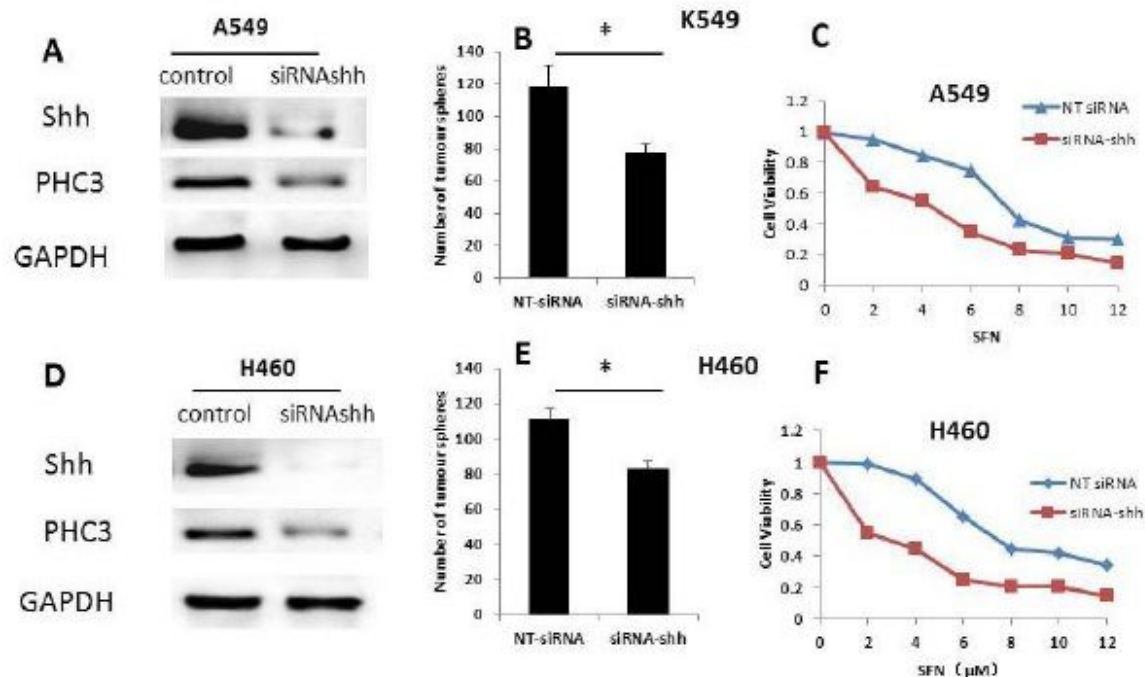 A
A549
control siRNAshh
Shh
PHC3
GAPDH
B
K549
*
Number of tumour spheres
140
120
100
80
60
40
20
0
NT-siRNA siRNA-shh
C
A549
NT siRNA
siRNA-shh
Cell Viability
1.2
1
0.8
0.6
0.4
0.2
0
0 2 4 6 8 10 12
SFN
D
H460
control siRNAshh
Shh
PHC3
GAPDH
E
H460
*
Number of tumour spheres
140
120
100
80
60
40
20
0
NT-siRNA siRNA-shh
F
H460
NT siRNA
siRNA-shh
Cell Viability
1.2
1
0.8
0.6
0.4
0.2
0
0 2 4 6 8 10 12
SFN (μM)